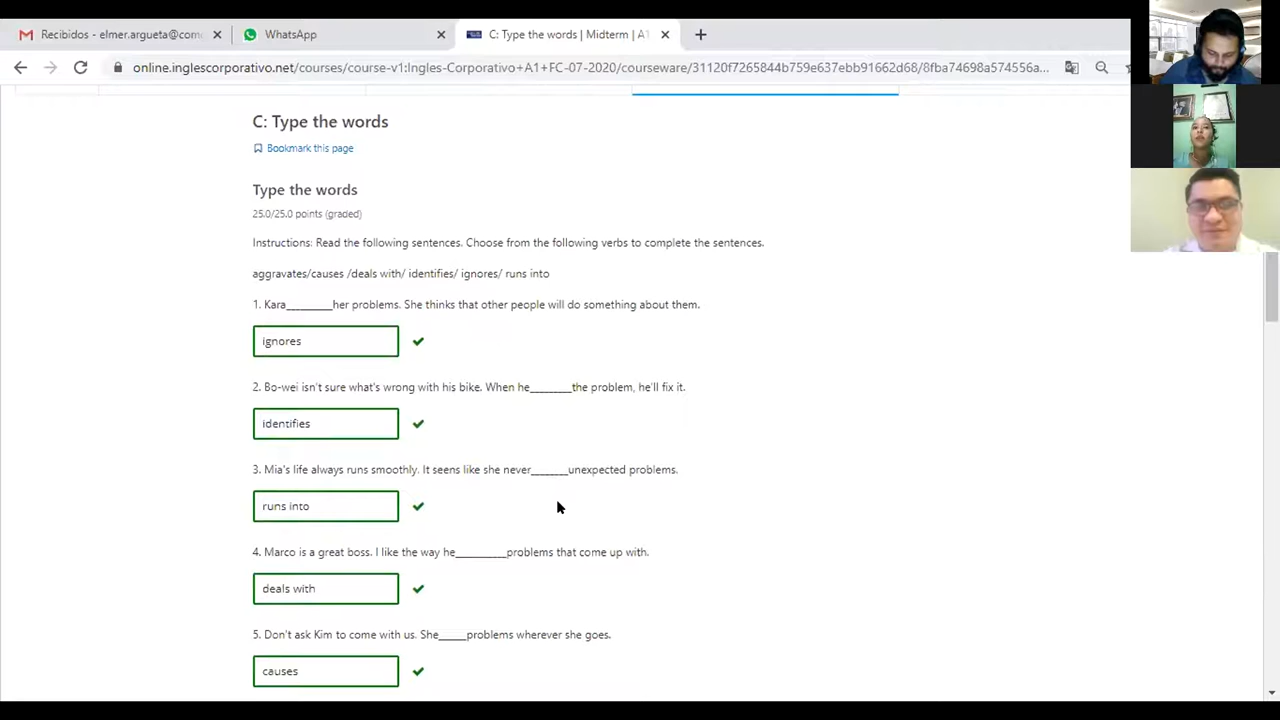 Recibidos - elmer.argueta@com
WhatsApp
C: Type the words | Midterm | A1
online.inglescorporativo.net/courses/course-v1:Ingles-Corporativo+A1+FC-07-2020/courseware/31120f7265844b759e637ebb91662d68/8fba74698a574556a...
C: Type the words
Bookmark this page
Type the words
25.0/25.0 points (graded)
Instructions: Read the following sentences. Choose from the following verbs to complete the sentences.
aggravates/causes /deals with/ identifies/ ignores/ runs into
1. Kara_________her problems. She thinks that other people will do something about them.
ignores
2. Bo-wei isn't sure what's wrong with his bike. When he________the problem, he'll fix it.
identifies
3. Mia's life always runs smoothly. It seems like she never_______unexpected problems.
runs into
4. Marco is a great boss. I like the way he__________problems that come up with.
deals with
5. Don't ask Kim to come with us. She_____problems wherever she goes.
causes